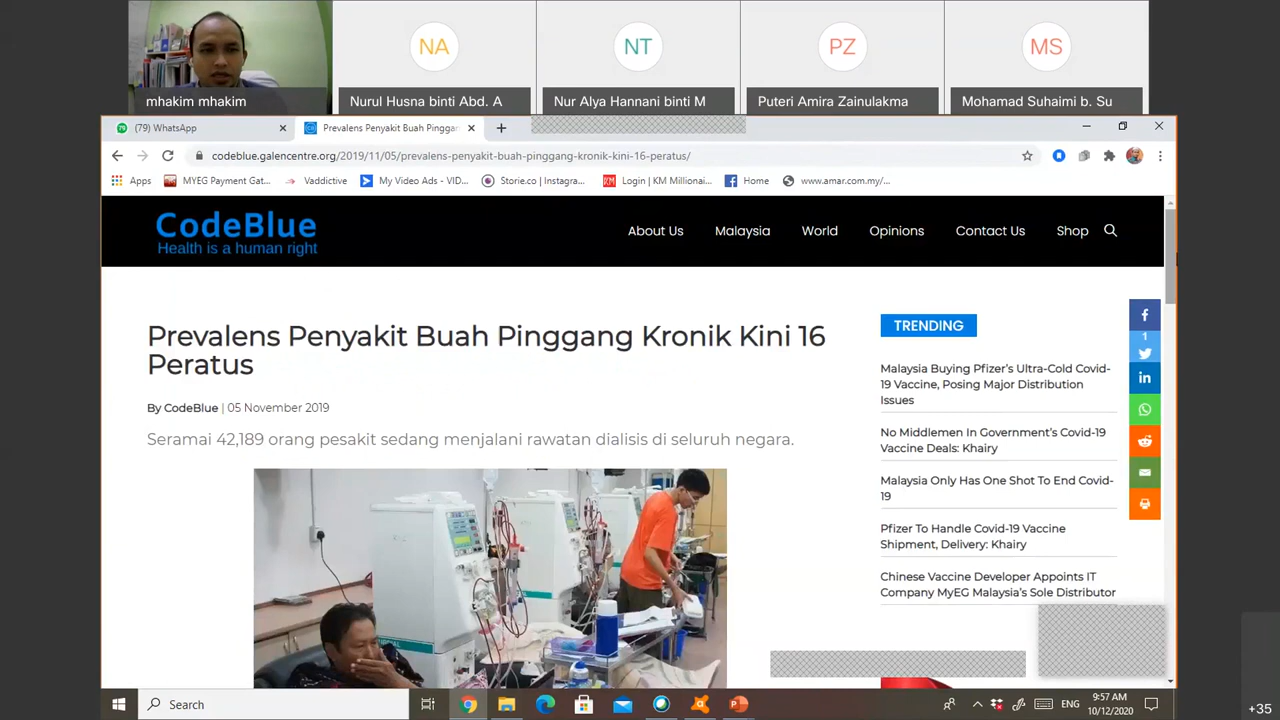 NA
NT
PZ
MS
mhakim mhakim
Nurul Husna binti Abd. A
Nur Alya Hannani binti M
Puteri Amira Zainulakma
Mohamad Suhaimi b. Su
(79) WhatsApp
Prevalens Penyakit Buah Pinggan
codeblue.galencentre.org/2019/11/05/prevalens-penyakit-buah-pinggang-kronik-kini-16-peratus/
Apps
MYEG Payment Gat...
Vaddictive
My Video Ads - VID...
Storie.co | Instagra...
Login | KM Millionai...
Home
www.amar.com.my/...
CodeBlue
Health is a human right
About Us
Malaysia
World
Opinions
Contact Us
Shop
Prevalens Penyakit Buah Pinggang Kronik Kini 16
Peratus
By CodeBlue | 05 November 2019
Seramai 42,189 orang pesakit sedang menjalani rawatan dialisis di seluruh negara.
TRENDING
Malaysia Buying Pfizer's Ultra-Cold Covid-
19 Vaccine, Posing Major Distribution
Issues
No Middlemen In Government's Covid-19
Vaccine Deals: Khairy
Malaysia Only Has One Shot To End Covid-
19
Pfizer To Handle Covid-19 Vaccine
Shipment, Delivery: Khairy
Chinese Vaccine Developer Appoints IT
Company MyEG Malaysia's Sole Distributor
1
Search
ENG
9:57 AM
10/12/2020
+35